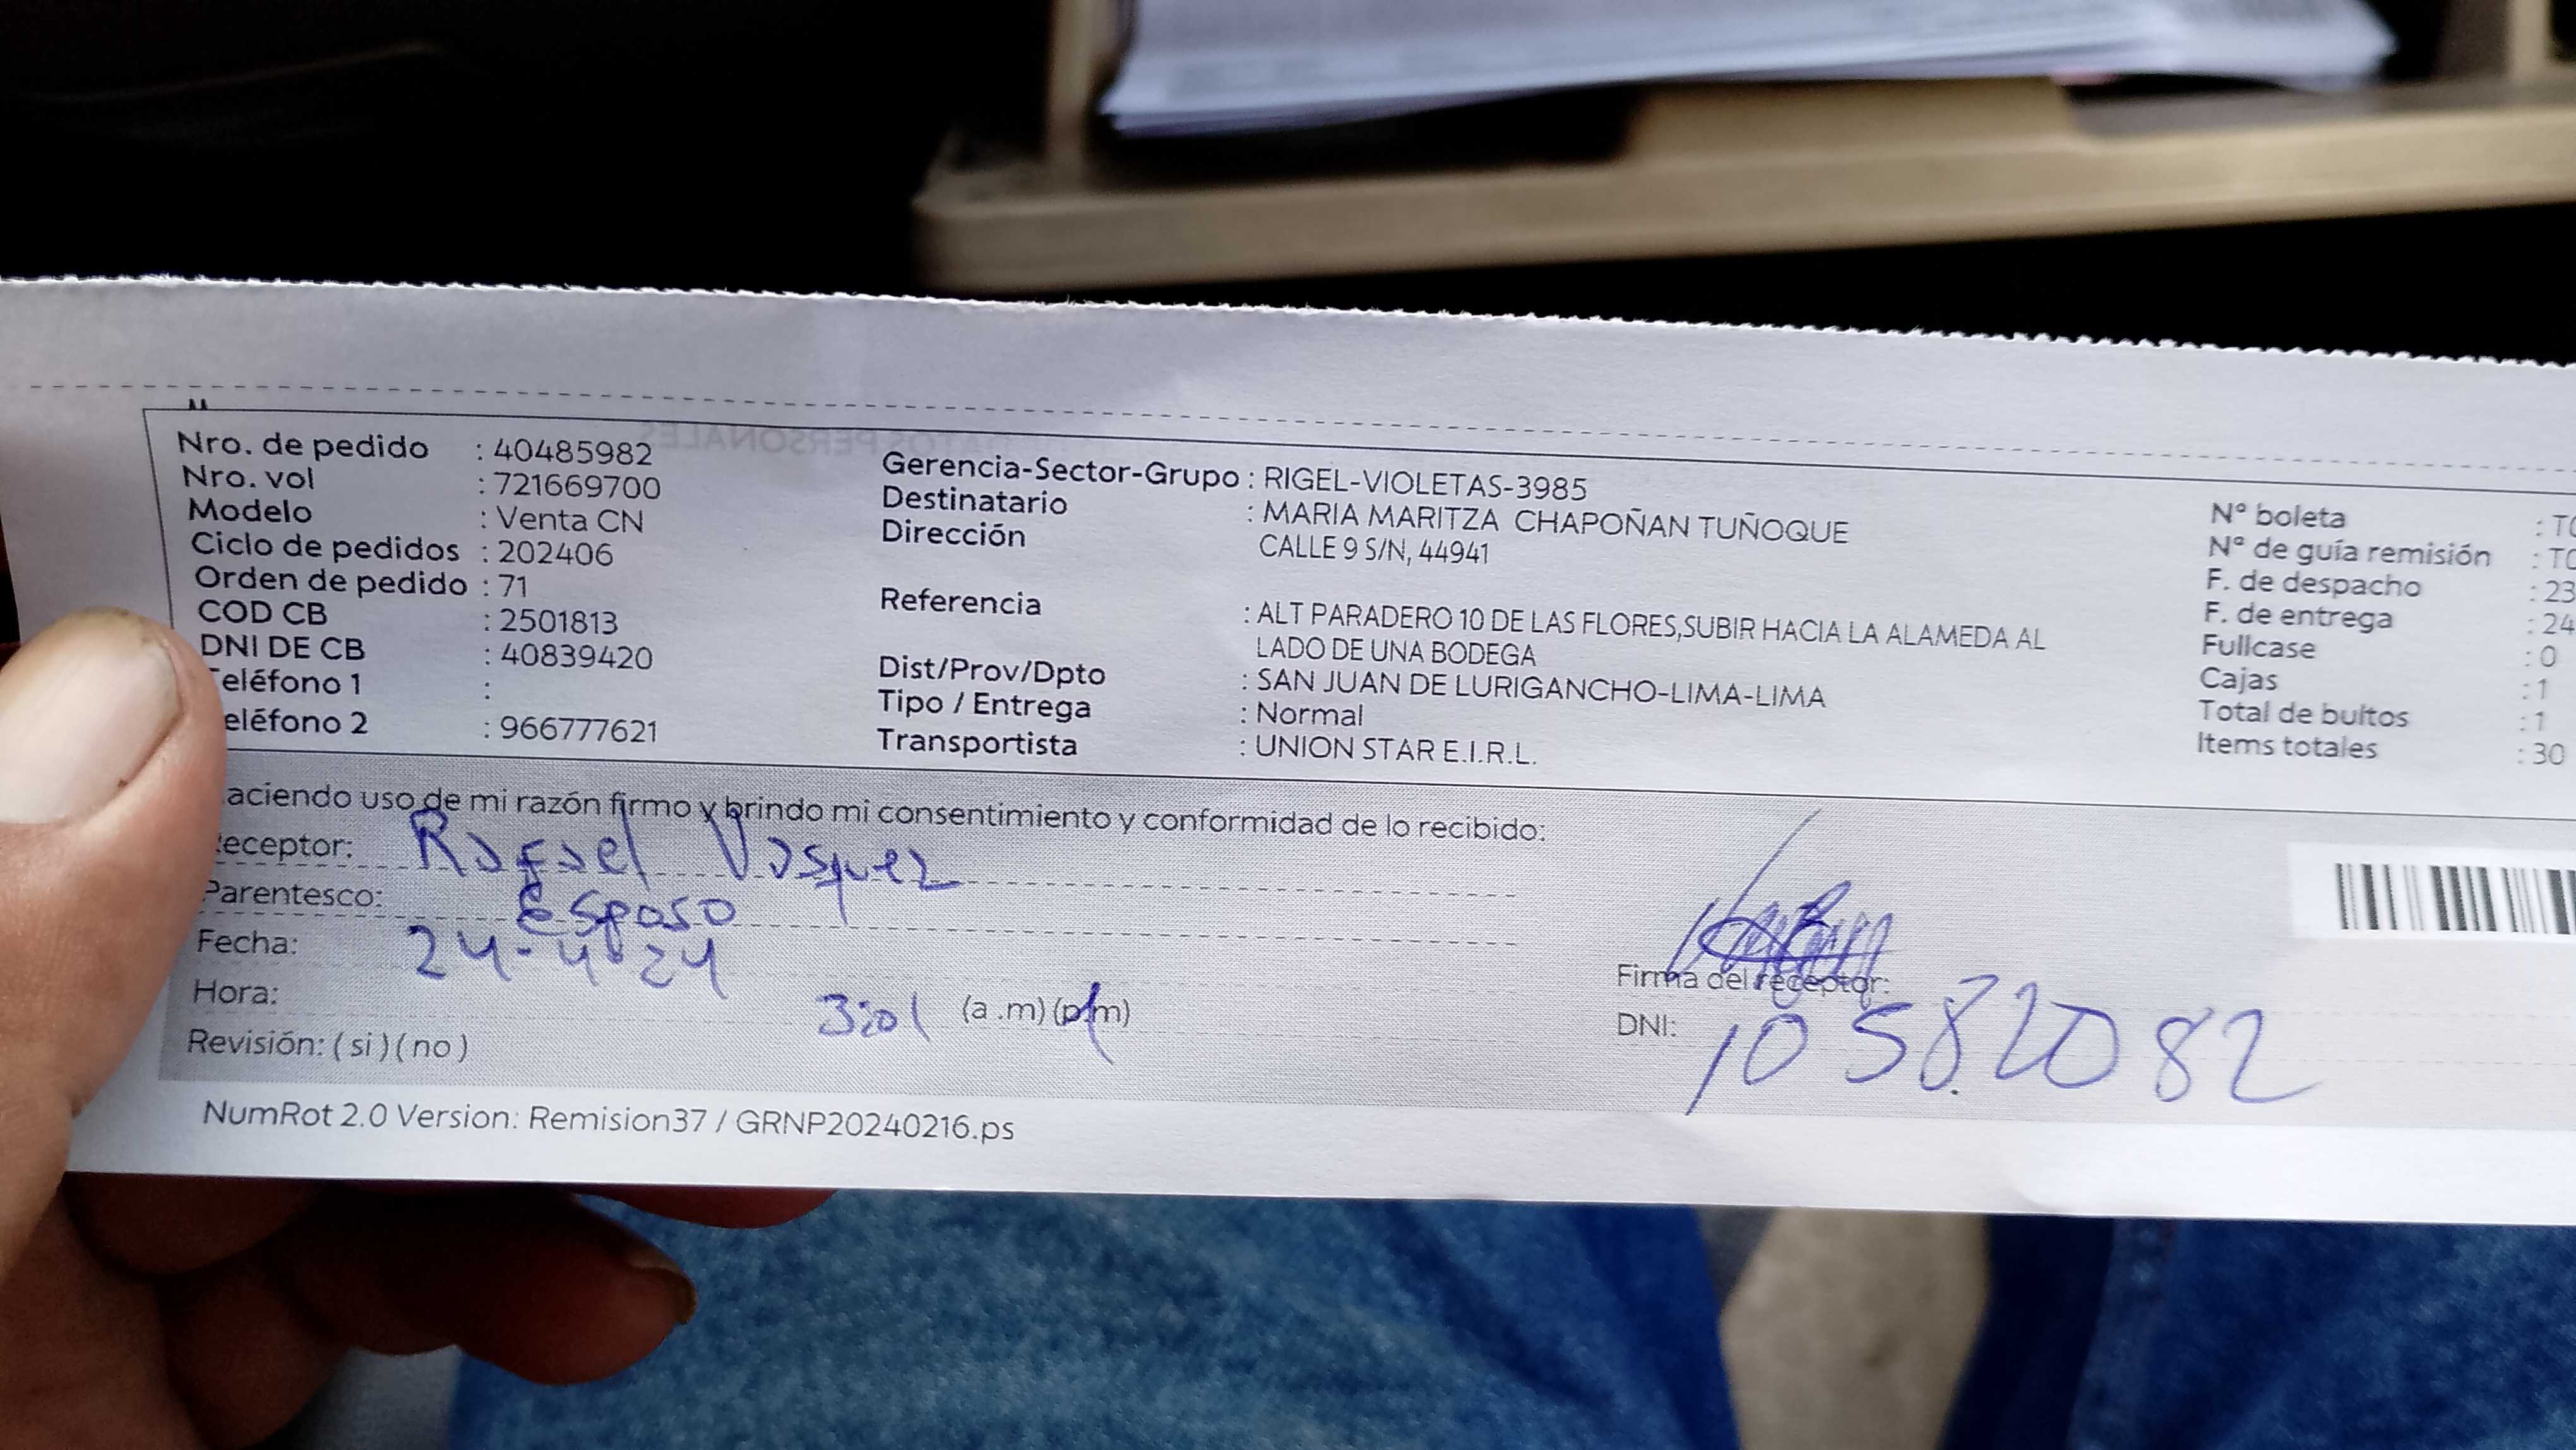 Nro. de pedido : 40485982
Nro. vol : 721669700
Modelo : Venta CN
Ciclo de pedidos : 202406
Orden de pedido : 71
COD CB : 2501813
DNI DE CB : 40839420
eléfono 1 :
eléfono 2 : 966777621
Gerencia-Sector-Grupo : RIGEL-VIOLETAS-3985
Destinatario : MARIA MARITZA CHAPOÑAN TUÑOQUE
Dirección CALLE 9 S/N, 44941
Referencia : ALT PARADERO 10 DE LAS FLORES,SUBIR HACIA LA ALAMEDA AL
LADO DE UNA BODEGA
Dist/Prov/Dpto : SAN JUAN DE LURIGANCHO-LIMA-LIMA
Tipo / Entrega : Normal
Transportista : UNION STAR E.I.R.L.
N° boleta : T0
N° de guía remisión : T0
F. de despacho : 23
F. de entrega : 24
Fullcase : 0
Cajas : 1
Total de bultos : 1
Items totales : 30
aciendo uso de mi razón firmo y brindo mi consentimiento y conformidad de lo recibido:
eceptor: Rafael Vasquez
Parentesco: Esposo
Fecha: 24-4-24
Hora: 3:01 (a .m) (p.m)
Revisión: ( si ) ( no )
Firma del receptor:
DNI: 10582082
NumRot 2.0 Version: Remision37 / GRNP20240216.ps